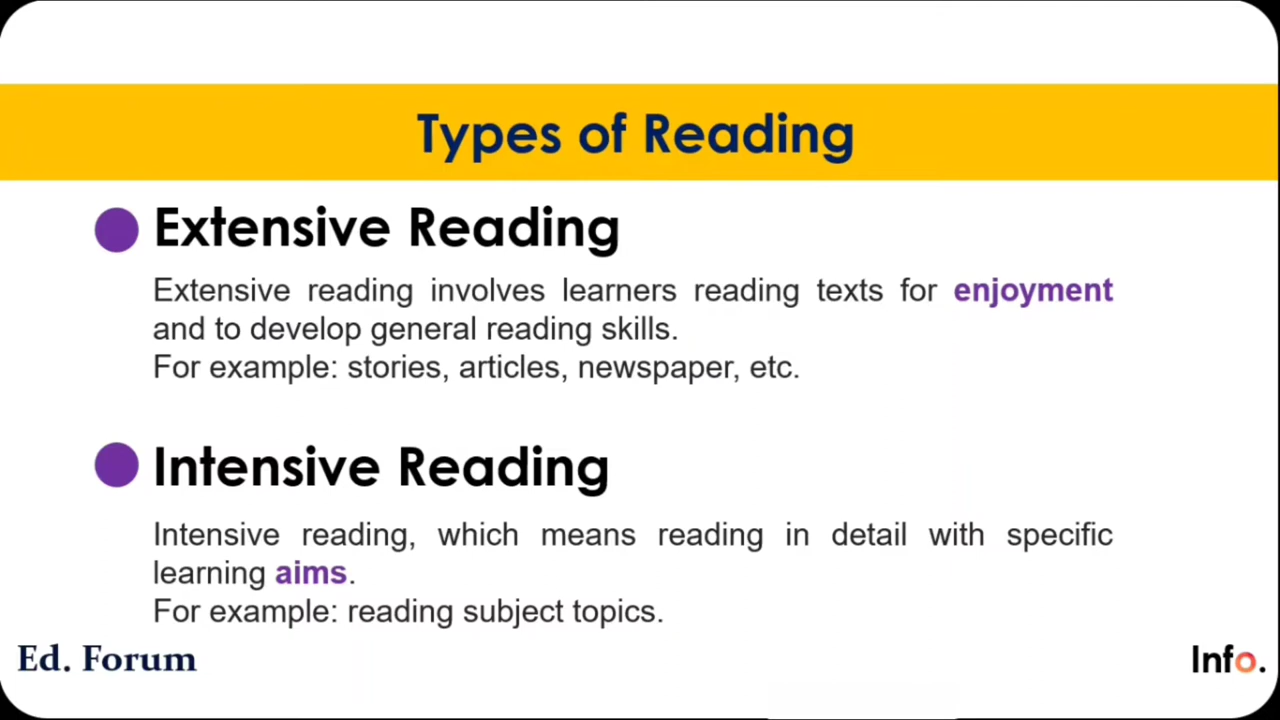 Types of Reading
Extensive Reading
Extensive reading involves learners reading texts for enjoyment
and to develop general reading skills.
For example: stories, articles, newspaper, etc.
Intensive Reading
Intensive reading, which means reading in detail with specific
learning aims.
For example: reading subject topics.
Ed. Forum
Info.